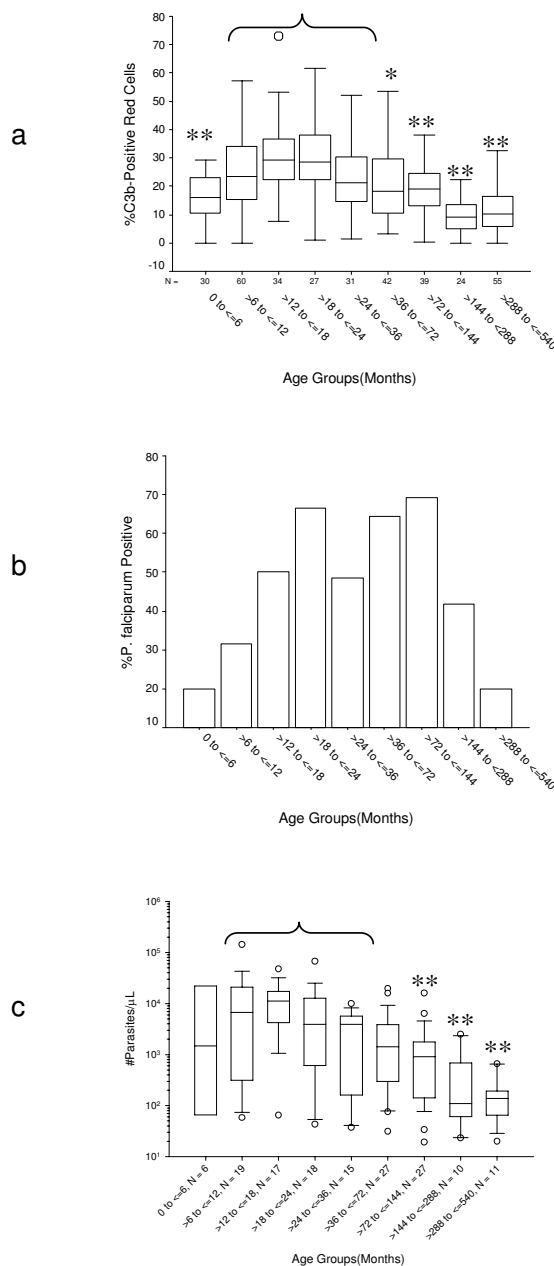 a
%C3b-Positive Red Cells
80
70
60
50
40
30
20
10
0
-10
**
*
**
**
**
N = 30 60 34 27 31 42 39 24 55
0 to <=6
>6 to <=12
>12 to <=18
>18 to <=24
>24 to <=36
>36 to <=72
>72 to <=144
>144 to <288
>288 to <=540
Age Groups(Months)
b
%P. falciparum Positive
80
70
60
50
40
30
20
10
0 to <=6
>6 to <=12
>12 to <=18
>18 to <=24
>24 to <=36
>36 to <=72
>72 to <=144
>144 to <288
>288 to <=540
Age Groups(Months)
c
#Parasites/µL
10⁶
10⁵
10⁴
10³
10²
10¹
**
**
**
0 to <=6, N = 6
>6 to <=12, N = 19
>12 to <=18, N = 17
>18 to <=24, N = 18
>24 to <=36, N = 15
>36 to <=72, N = 27
>72 to <=144, N = 27
>144 to <=288, N = 10
>288 to <=540, N = 11
Age Groups(Months)